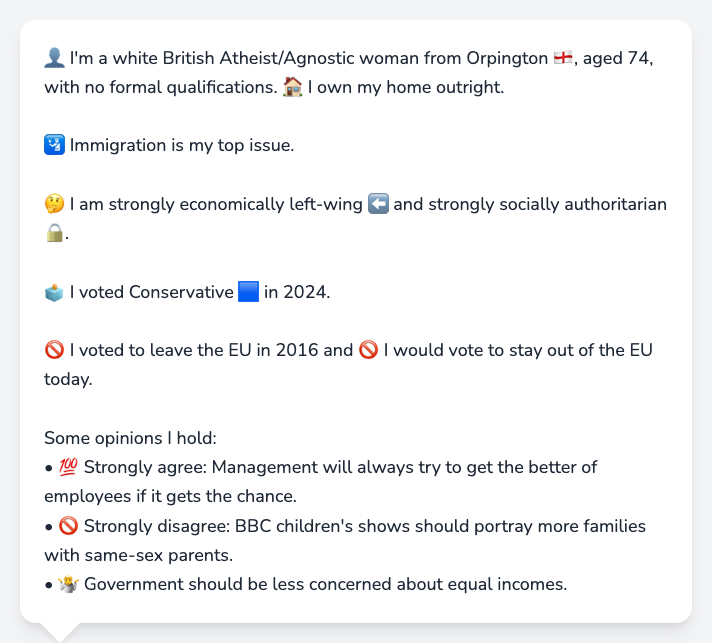 👤 I'm a white British Atheist/Agnostic woman from Orpington 🏴󠁧󠁢󠁥󠁮󠁧󠁿, aged 74,
with no formal qualifications. 🏠 I own my home outright.
🛂 Immigration is my top issue.
🤔 I am strongly economically left-wing ⬅️ and strongly socially authoritarian
🔒.
🗳️ I voted Conservative 🟦 in 2024.
🚫 I voted to leave the EU in 2016 and 🚫 I would vote to stay out of the EU
today.
Some opinions I hold:
• 💯 Strongly agree: Management will always try to get the better of
employees if it gets the chance.
• 🚫 Strongly disagree: BBC children's shows should portray more families
with same-sex parents.
• 🤷 Government should be less concerned about equal incomes.